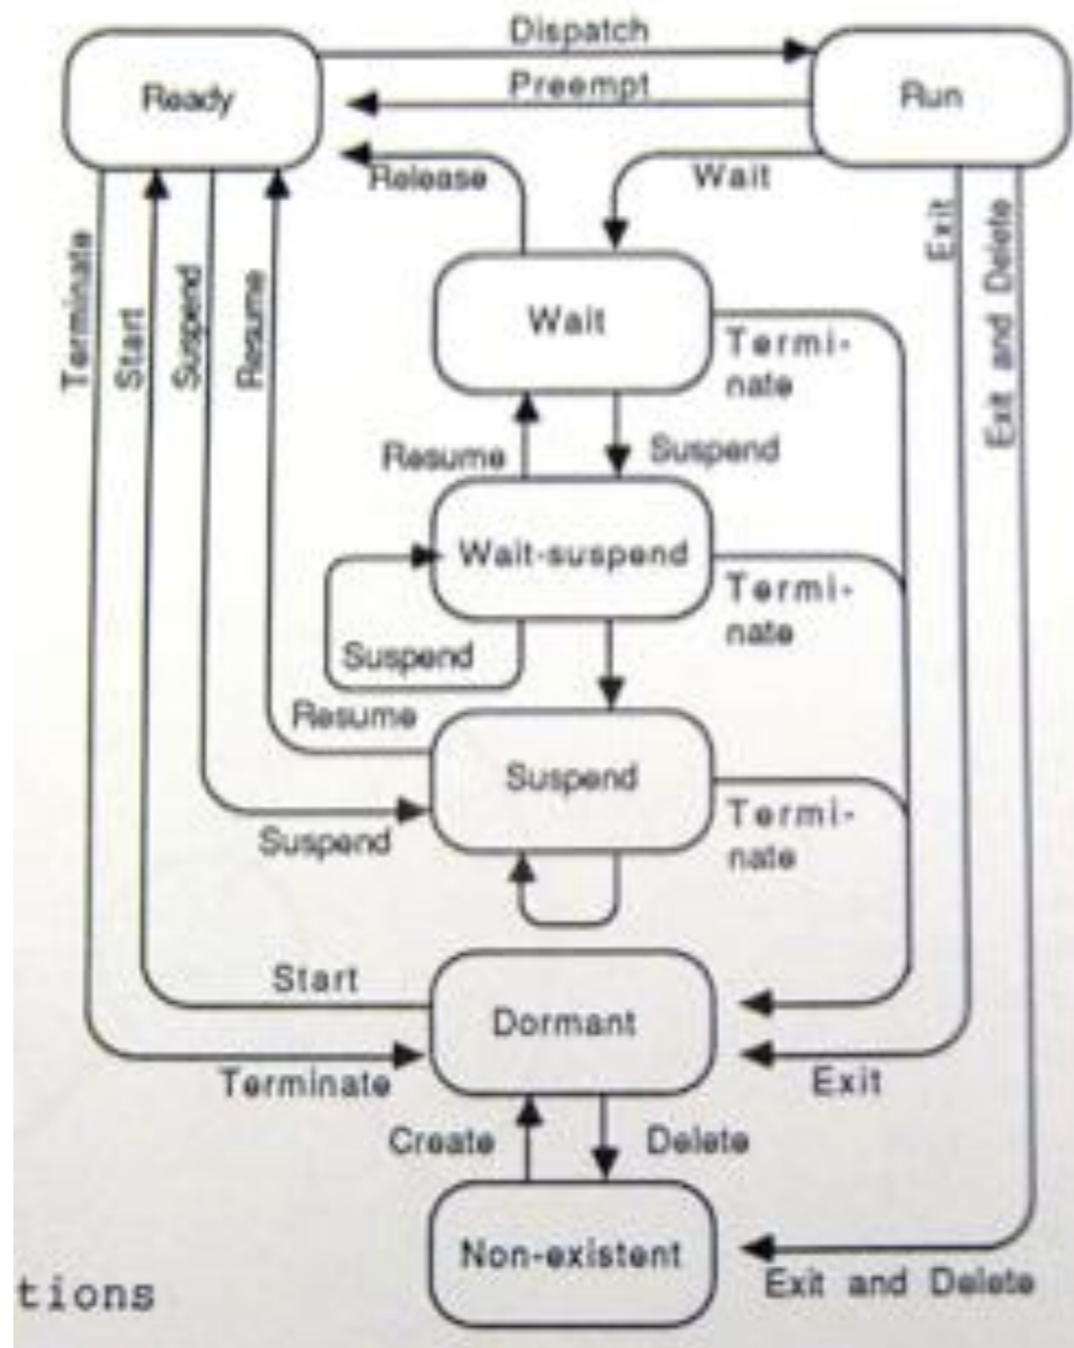 Dispatch
Ready
Preempt
Run
Release
Wait
Terminate
Start
Suspend
Resume
Exit
Exit and Delete
Wait
Termi-
nate
Resume
Suspend
Wait-suspend
Termi-
nate
Suspend
Resume
Suspend
Termi-
nate
Suspend
Start
Dormant
Terminate
Exit
Create
Delete
Non-existent
Exit and Delete
tions